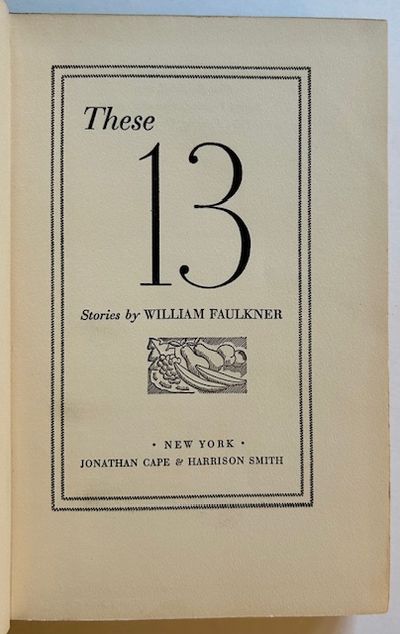 These
13
Stories by WILLIAM FAULKNER
· NEW YORK ·
JONATHAN CAPE & HARRISON SMITH